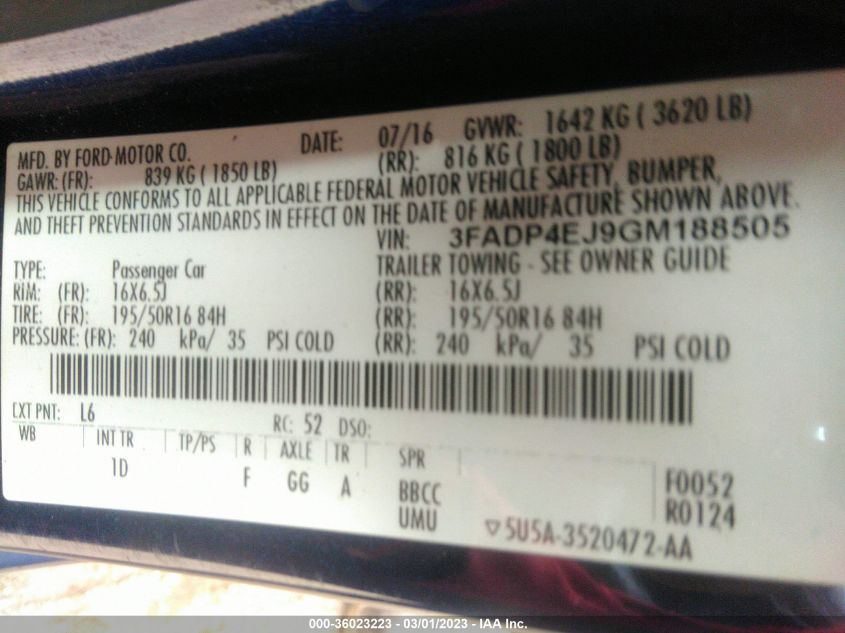 MFD. BY FORD MOTOR CO. DATE: 07/16 GVWR: 1642 KG ( 3620 LB)
GAWR: (FR): 839 KG ( 1850 LB) (RR): 816 KG ( 1800 LB)
THIS VEHICLE CONFORMS TO ALL APPLICABLE FEDERAL MOTOR VEHICLE SAFETY, BUMPER,
AND THEFT PREVENTION STANDARDS IN EFFECT ON THE DATE OF MANUFACTURE SHOWN ABOVE.
VIN: 3FADP4EJ9GM188505
TYPE: Passenger Car TRAILER TOWING - SEE OWNER GUIDE
RIM: (FR): 16X6.5J (RR): 16X6.5J
TIRE: (FR): 195/50R16 84H (RR): 195/50R16 84H
PRESSURE: (FR): 240 kPa/ 35 PSI COLD (RR): 240 kPa/ 35 PSI COLD
EXT PNT: L6 RC: 52 DSO:
WB INT TR TP/PS R AXLE TR SPR
1D F GG A BBCC F0052
UMU R0124
▽5U5A-3520472-AA
000-36023223 - 03/01/2023 - IAA Inc.